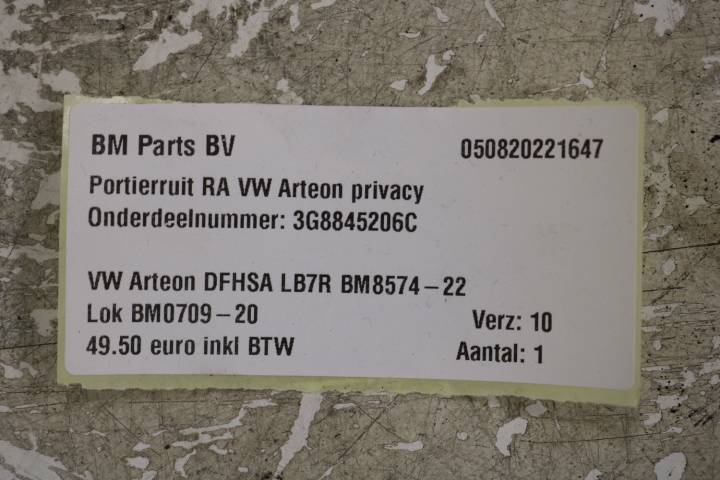 BM Parts BV 050820221647
Portierruit RA VW Arteon privacy
Onderdeelnummer: 3G8845206C
VW Arteon DFHSA LB7R BM8574-22
Lok BM0709-20 Verz: 10
49.50 euro inkl BTW Aantal: 1